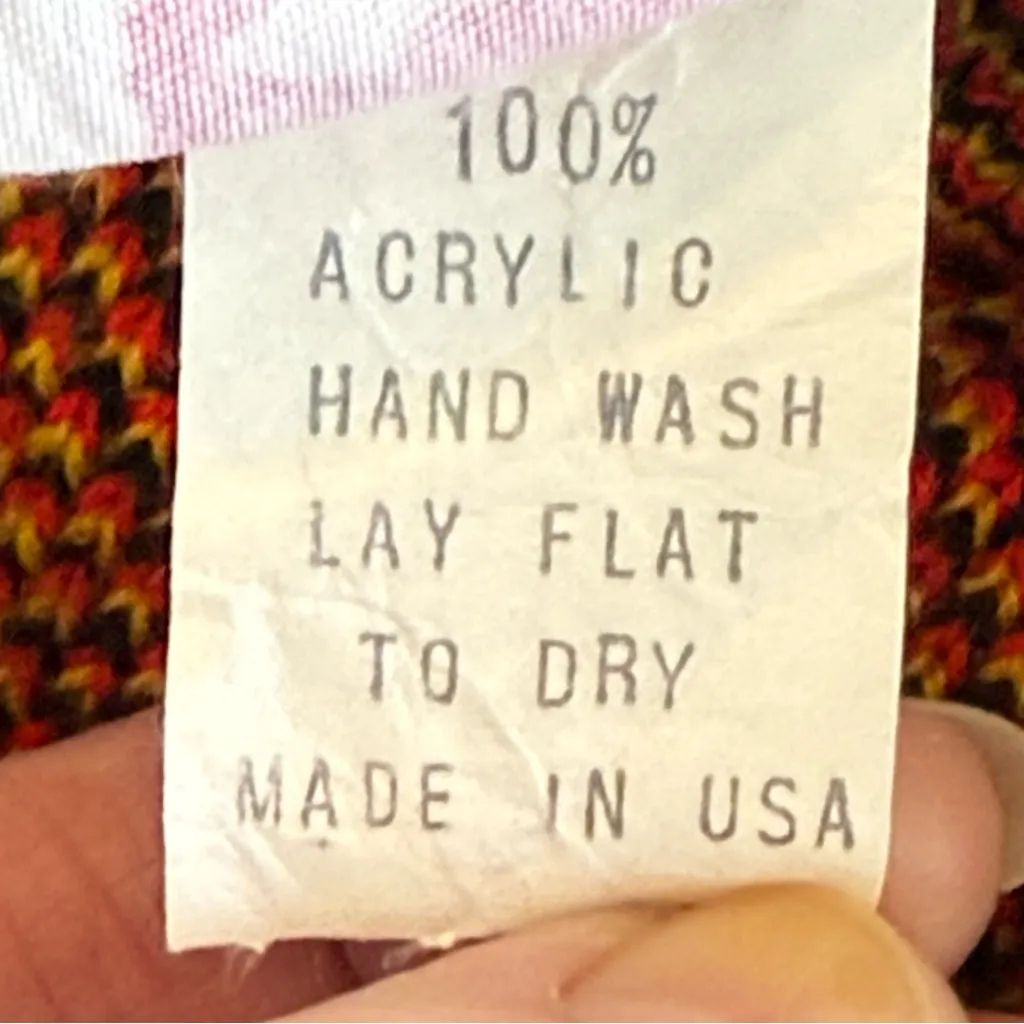 100%
ACRYLIC
HAND WASH
LAY FLAT
TO DRY
MADE IN USA